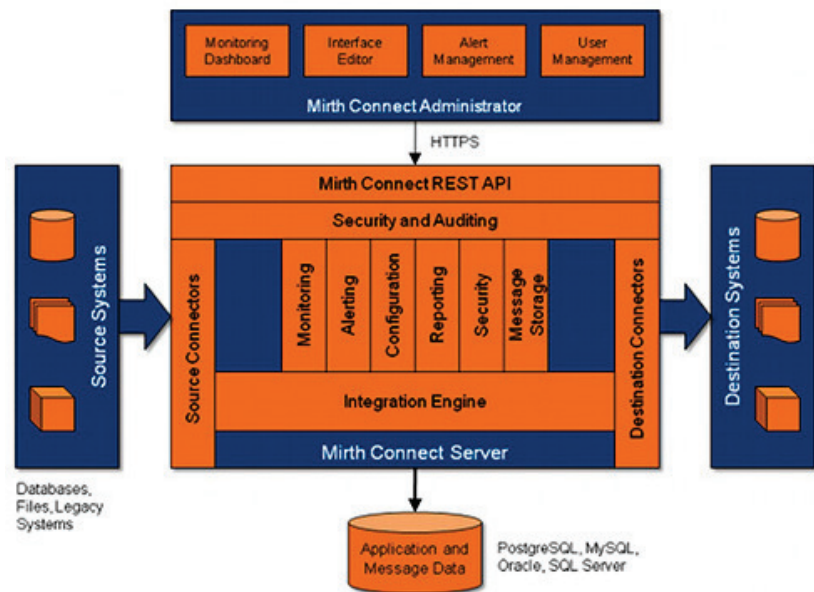 Monitoring
Dashboard
Interface
Editor
Alert
Management
User
Management
Mirth Connect Administrator
HTTPS
Mirth Connect REST API
Security and Auditing
Source Systems
Source Connectors
Monitoring
Alerting
Configuration
Reporting
Security
Message
Storage
Destination Connectors
Destination Systems
Integration Engine
Mirth Connect Server
Databases,
Files, Legacy
Systems
Application and
Message Data
PostgreSQL, MySQL,
Oracle, SQL Server